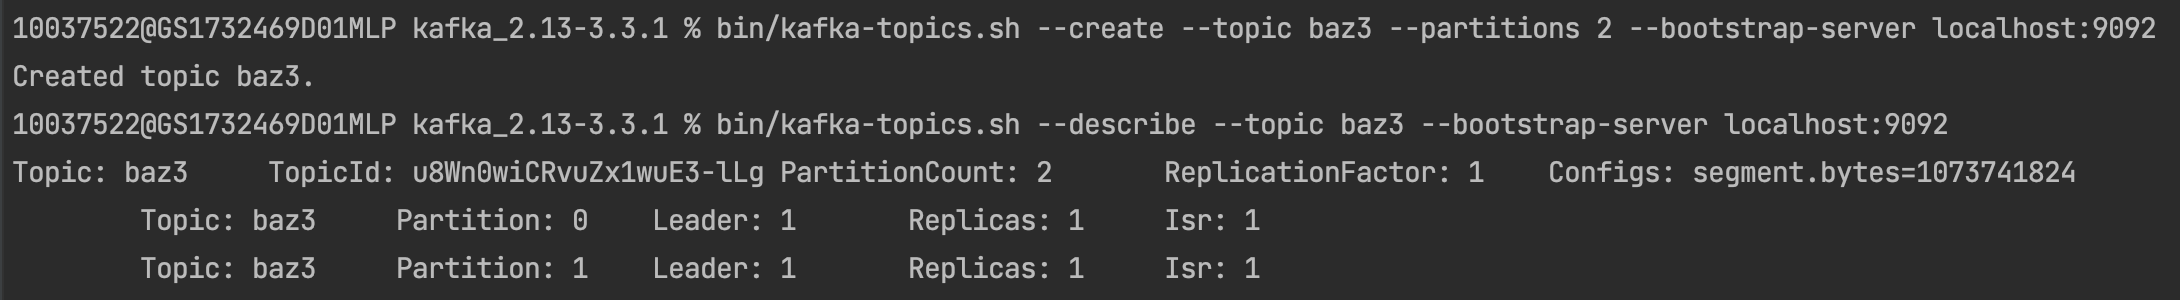 10037522@GS1732469D01MLP kafka_2.13-3.3.1 % bin/kafka-topics.sh --create --topic baz3 --partitions 2 --bootstrap-server localhost:9092
Created topic baz3.
10037522@GS1732469D01MLP kafka_2.13-3.3.1 % bin/kafka-topics.sh --describe --topic baz3 --bootstrap-server localhost:9092
Topic: baz3     TopicId: u8Wn0wiCRvuZx1wuE3-lLg PartitionCount: 2       ReplicationFactor: 1    Configs: segment.bytes=1073741824
        Topic: baz3     Partition: 0    Leader: 1       Replicas: 1     Isr: 1
        Topic: baz3     Partition: 1    Leader: 1       Replicas: 1     Isr: 1